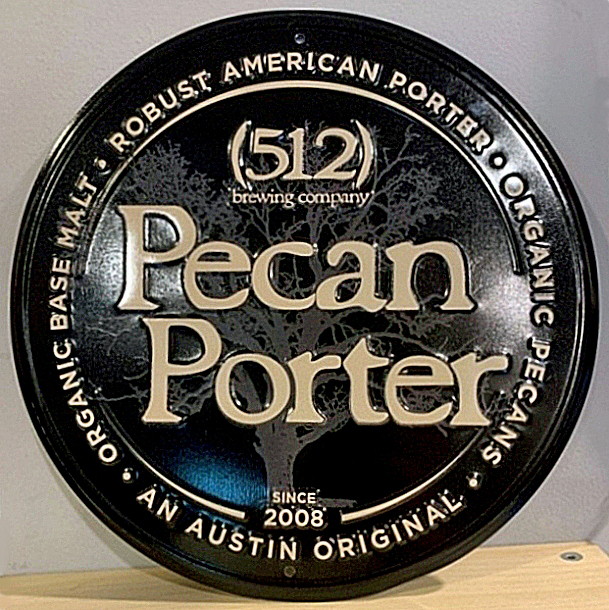 ROBUST AMERICAN PORTER • ORGANIC PECANS • AN AUSTIN ORIGINAL • ORGANIC BASE MALT •
(512)
brewing company
Pecan
Porter
SINCE
2008